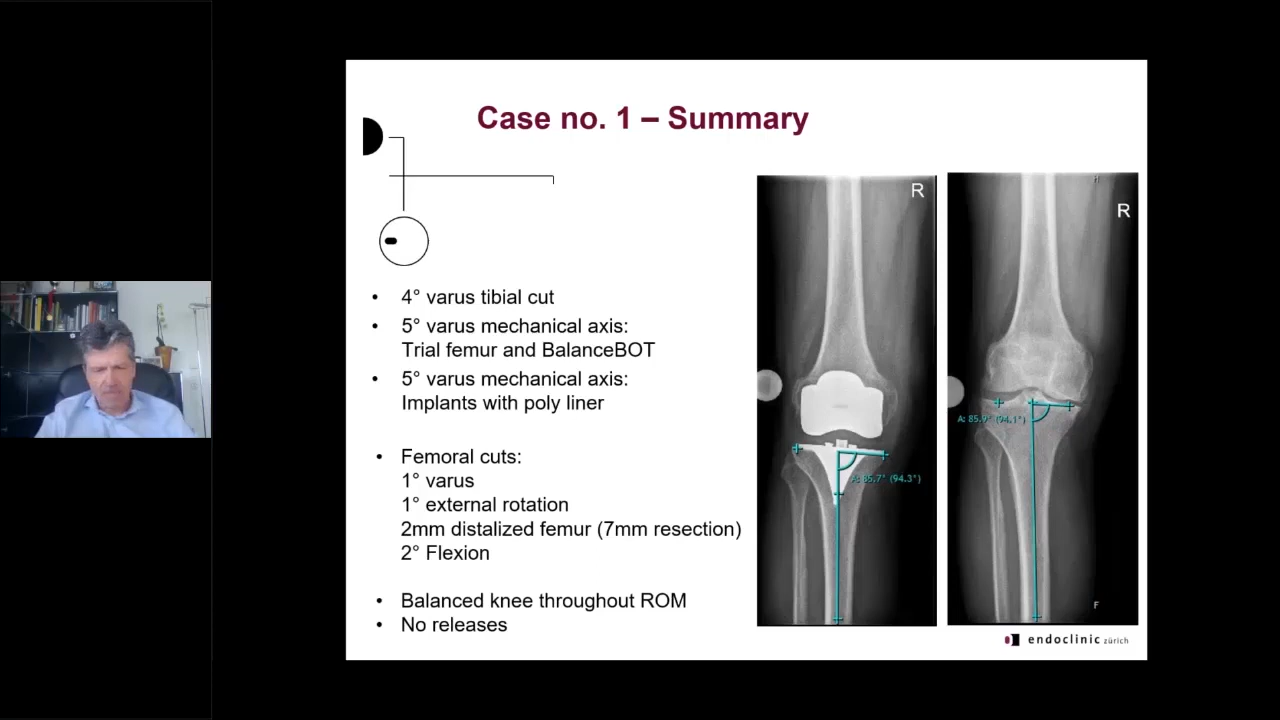 Case no. 1 – Summary
• 4° varus tibial cut
• 5° varus mechanical axis:
Trial femur and BalanceBOT
• 5° varus mechanical axis:
Implants with poly liner
• Femoral cuts:
1° varus
1° external rotation
2mm distalized femur (7mm resection)
2° Flexion
• Balanced knee throughout ROM
• No releases
R
A: 85.7° (94.3°)
R
A: 85.9° (94.1°)
F
endoclinic zürich